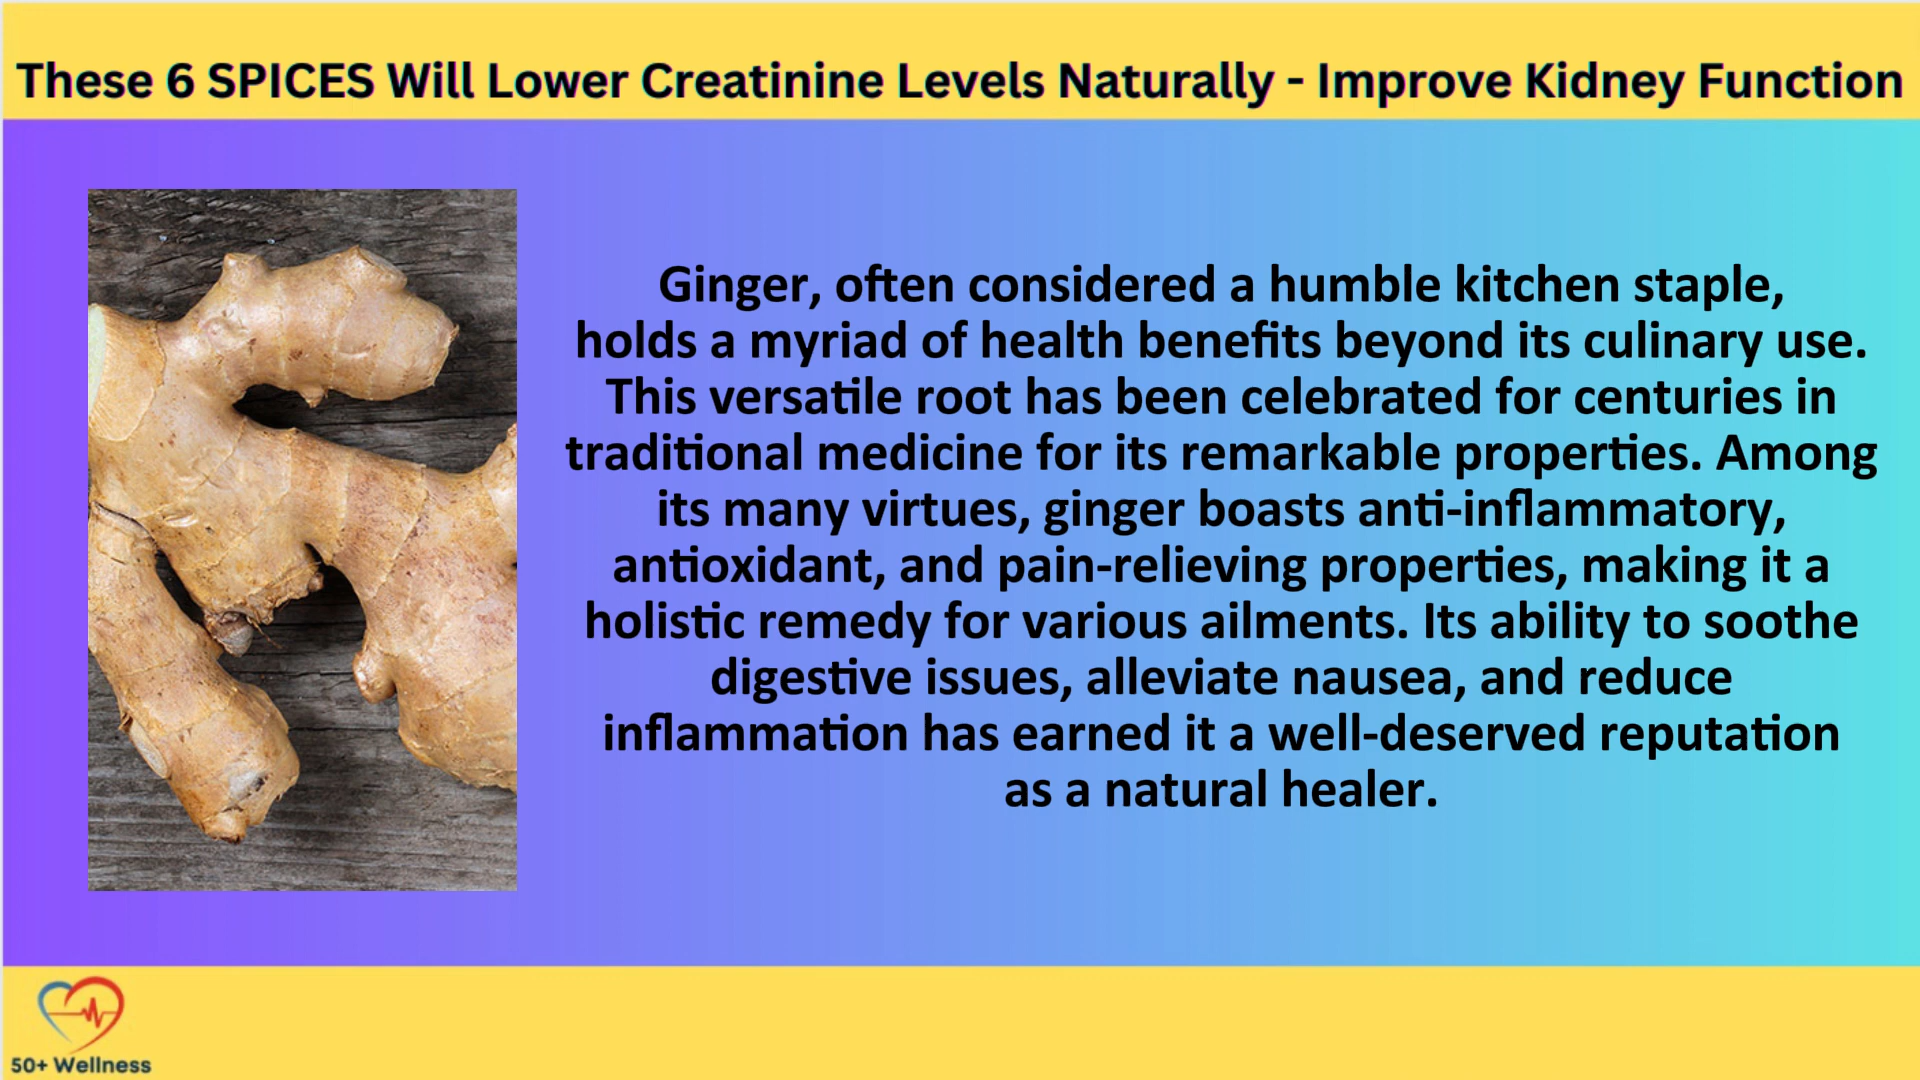 These 6 SPICES Will Lower Creatinine Levels Naturally - Improve Kidney Function
Ginger, often considered a humble kitchen staple,
holds a myriad of health benefits beyond its culinary use.
This versatile root has been celebrated for centuries in
traditional medicine for its remarkable properties. Among
its many virtues, ginger boasts anti-inflammatory,
antioxidant, and pain-relieving properties, making it a
holistic remedy for various ailments. Its ability to soothe
digestive issues, alleviate nausea, and reduce
inflammation has earned it a well-deserved reputation
as a natural healer.
50+ Wellness